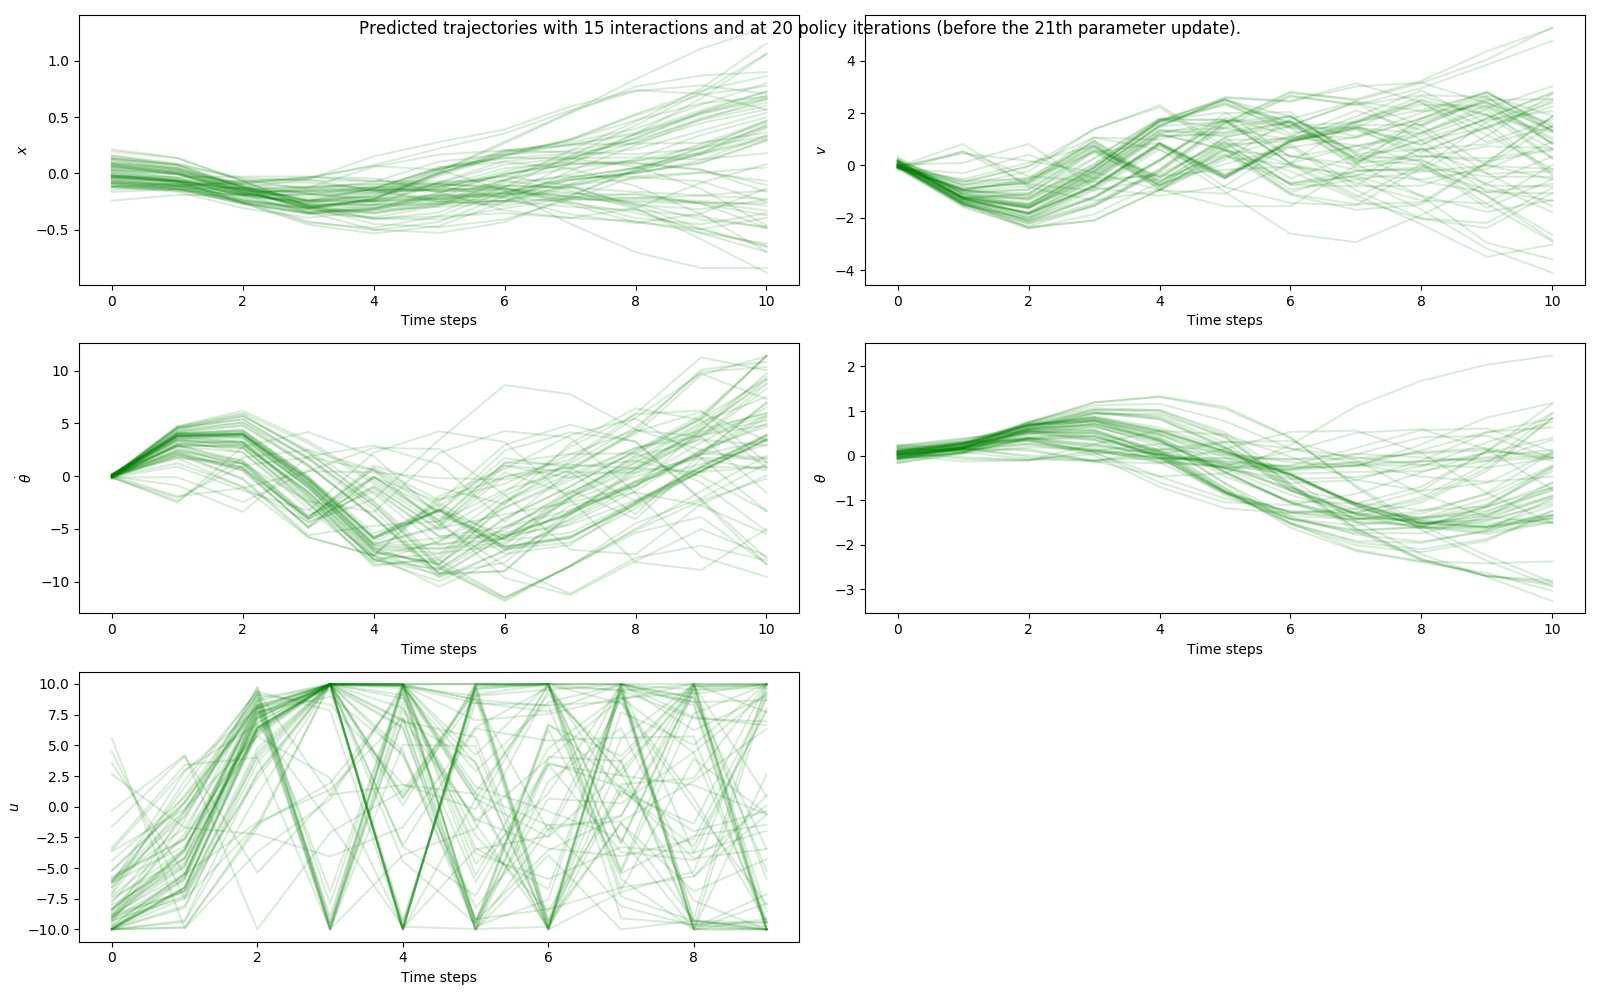 Predicted trajectories with 15 interactions and at 20 policy iterations (before the 21th parameter update).
1.0
0.5
0.0
−0.5
x
0 2 4 6 8 10
Time steps
4
2
0
−2
−4
v
0 2 4 6 8 10
Time steps
10
5
0
−5
−10
θ̇
0 2 4 6 8 10
Time steps
2
1
0
−1
−2
−3
θ
0 2 4 6 8 10
Time steps
10.0
7.5
5.0
2.5
0.0
−2.5
−5.0
−7.5
−10.0
u
0 2 4 6 8
Time steps